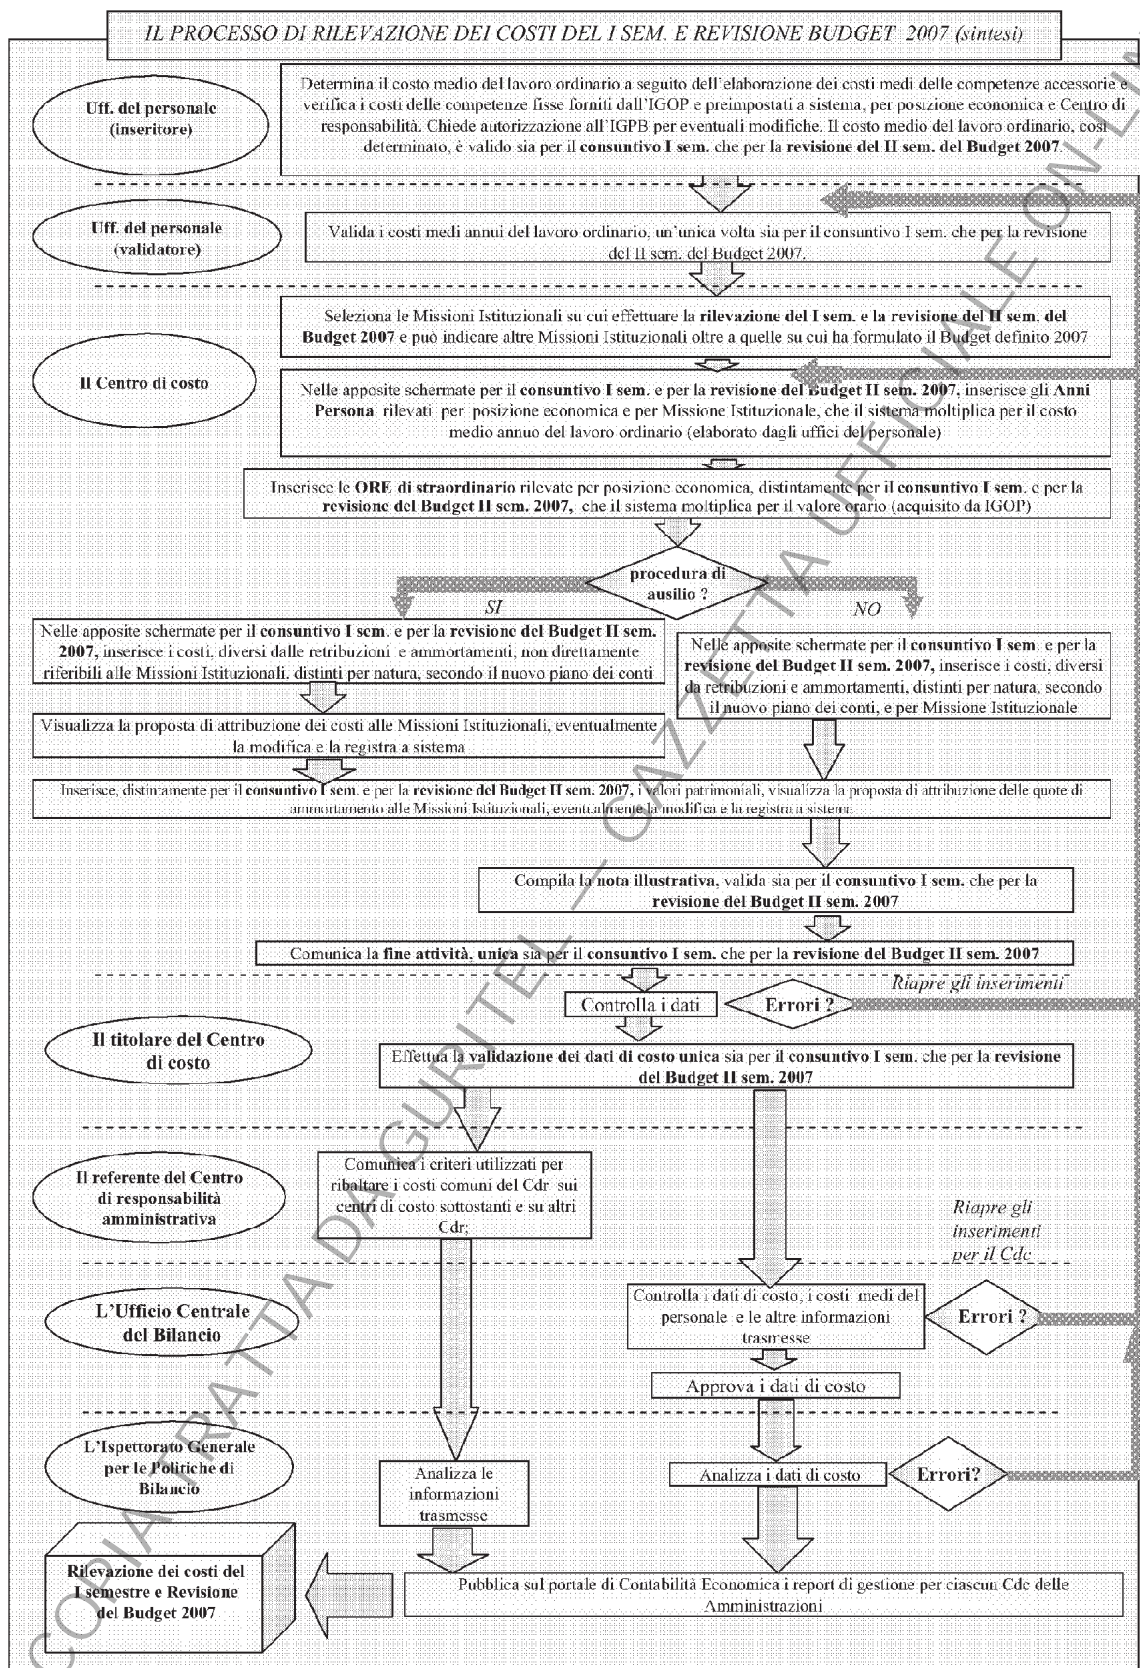 IL PROCESSO DI RILEVAZIONE DEI COSTI DEL I SEM. E REVISIONE BUDGET 2007 (sintesi)
Uff. del personale
(inseritore)
Determina il costo medio del lavoro ordinario a seguito dell'elaborazione dei costi medi delle competenze accessorie e
verifica i costi delle competenze fisse forniti dall'IGOP e preimpostati a sistema, per posizione economica e Centro di
responsabilità. Chiede autorizzazione all'IGPB per eventuali modifiche. Il costo medio del lavoro ordinario, così
determinato, è valido sia per il consuntivo I sem. che per la revisione del II sem. del Budget 2007.
Uff. del personale
(validatore)
Valida i costi medi annui del lavoro ordinario, un'unica volta sia per il consuntivo I sem. che per la revisione
del II sem. del Budget 2007.
Il Centro di costo
Seleziona le Missioni Istituzionali su cui effettuare la rilevazione del I sem. e la revisione del II sem. del
Budget 2007 e può indicare altre Missioni Istituzionali oltre a quelle su cui ha formulato il Budget definito 2007
Nelle apposite schermate per il consuntivo I sem. e per la revisione del Budget II sem. 2007, inserisce gli Anni
Persona rilevati per posizione economica e per Missione Istituzionale, che il sistema moltiplica per il costo
medio annuo del lavoro ordinario (elaborato dagli uffici del personale)
Inserisce le ORE di straordinario rilevate per posizione economica, distintamente per il consuntivo I sem. e per la
revisione del Budget II sem. 2007, che il sistema moltiplica per il valore orario (acquisito da IGOP)
procedura di
ausilio ?
SI
NO
Nelle apposite schermate per il consuntivo I sem. e per la revisione del Budget II sem.
2007, inserisce i costi, diversi dalle retribuzioni e ammortamenti, non direttamente
riferibili alle Missioni Istituzionali, distinti per natura, secondo il nuovo piano dei conti
Nelle apposite schermate per il consuntivo I sem. e per la
revisione del Budget II sem. 2007, inserisce i costi, diversi
da retribuzioni e ammortamenti, distinti per natura, secondo
il nuovo piano dei conti, e per Missione Istituzionale
Visualizza la proposta di attribuzione dei costi alle Missioni Istituzionali, eventualmente
la modifica e la registra a sistema
Inserisce, distintamente per il consuntivo I sem. e per la revisione del Budget II sem. 2007, i valori patrimoniali, visualizza la proposta di attribuzione delle quote di
ammortamento alle Missioni Istituzionali, eventualmente la modifica e la registra a sistema
Compila la nota illustrativa, valida sia per il consuntivo I sem. che per la
revisione del Budget II sem. 2007
Comunica la fine attività, unica sia per il consuntivo I sem. che per la revisione del Budget II sem. 2007
Riapre gli inserimenti
Controlla i dati
Errori ?
Il titolare del Centro
di costo
Effettua la validazione dei dati di costo unica sia per il consuntivo I sem. che per la revisione
del Budget II sem. 2007
Il referente del Centro
di responsabilità
amministrativa
Comunica i criteri utilizzati per
ribaltare i costi comuni del Cdr sui
centri di costo sottostanti e su altri
Cdr;
Riapre gli
inserimenti
per il Cdc
L'Ufficio Centrale
del Bilancio
Controlla i dati di costo, i costi medi del
personale e le altre informazioni
trasmesse
Errori ?
Approva i dati di costo
L'Ispettorato Generale
per le Politiche di
Bilancio
Analizza le
informazioni
trasmesse
Analizza i dati di costo
Errori?
Rilevazione dei costi del
I semestre e Revisione
del Budget 2007
Pubblica sul portale di Contabilità Economica i report di gestione per ciascun Cdc delle
Amministrazioni
COPIA TRATTA DA GURITEL — GAZZETTA UFFICIALE ON-LIN